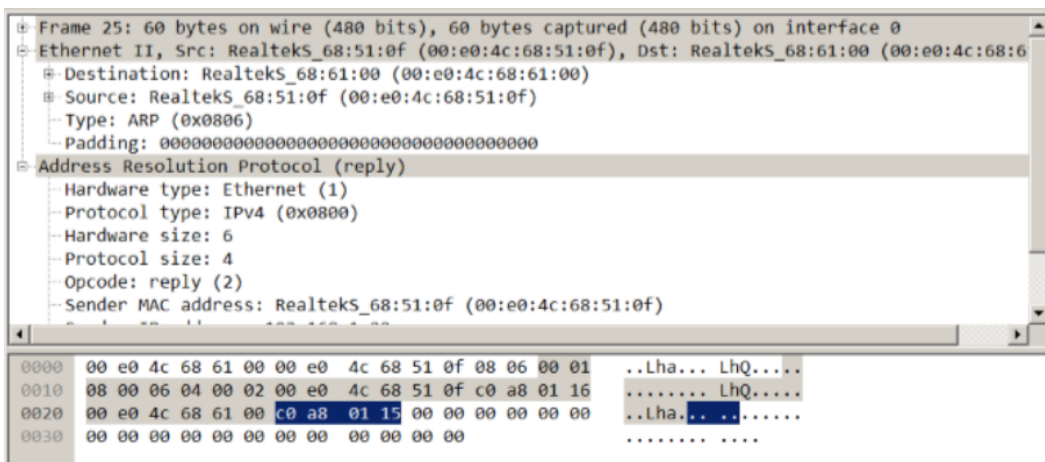 Frame 25: 60 bytes on wire (480 bits), 60 bytes captured (480 bits) on interface 0
Ethernet II, Src: RealtekS_68:51:0f (00:e0:4c:68:51:0f), Dst: RealtekS_68:61:00 (00:e0:4c:68:6
Destination: RealtekS_68:61:00 (00:e0:4c:68:61:00)
Source: RealtekS_68:51:0f (00:e0:4c:68:51:0f)
Type: ARP (0x0806)
Padding: 000000000000000000000000000000000000
Address Resolution Protocol (reply)
Hardware type: Ethernet (1)
Protocol type: IPv4 (0x0800)
Hardware size: 6
Protocol size: 4
Opcode: reply (2)
Sender MAC address: RealtekS_68:51:0f (00:e0:4c:68:51:0f)
0000 00 e0 4c 68 61 00 00 e0 4c 68 51 0f 08 06 00 01 ..Lha... LhQ.....
0010 08 00 06 04 00 02 00 e0 4c 68 51 0f c0 a8 01 16 ........ LhQ.....
0020 00 e0 4c 68 61 00 c0 a8 01 15 00 00 00 00 00 00 ..Lha... ........
0030 00 00 00 00 00 00 00 00 00 00 00 00 ........ ....